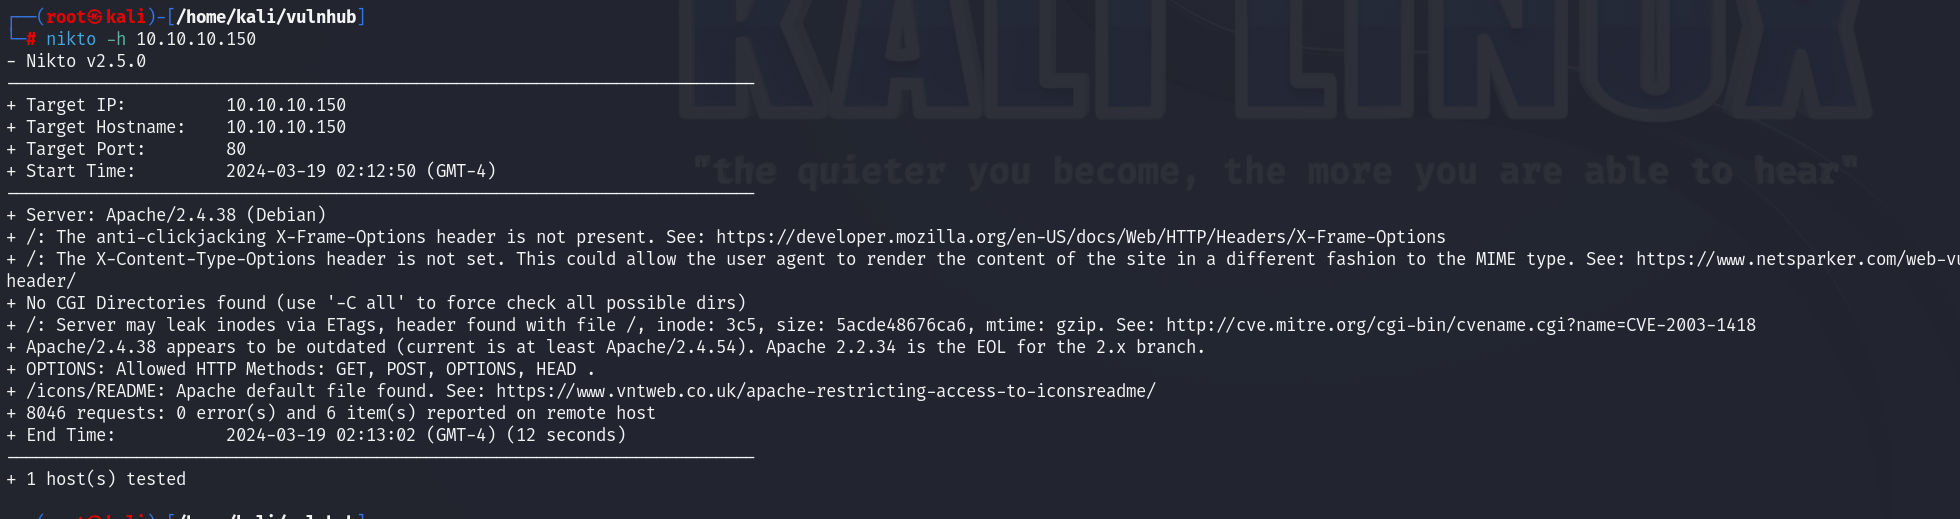 ┌──(root㉿kali)-[/home/kali/vulnhub]
└─# nikto -h 10.10.10.150
- Nikto v2.5.0
---------------------------------------------------------------------------
+ Target IP:          10.10.10.150
+ Target Hostname:    10.10.10.150
+ Target Port:        80
+ Start Time:         2024-03-19 02:12:50 (GMT-4)
---------------------------------------------------------------------------
+ Server: Apache/2.4.38 (Debian)
+ /: The anti-clickjacking X-Frame-Options header is not present. See: https://developer.mozilla.org/en-US/docs/Web/HTTP/Headers/X-Frame-Options
+ /: The X-Content-Type-Options header is not set. This could allow the user agent to render the content of the site in a different fashion to the MIME type. See: https://www.netsparker.com/web-vu
header/
+ No CGI Directories found (use '-C all' to force check all possible dirs)
+ /: Server may leak inodes via ETags, header found with file /, inode: 3c5, size: 5acde48676ca6, mtime: gzip. See: http://cve.mitre.org/cgi-bin/cvename.cgi?name=CVE-2003-1418
+ Apache/2.4.38 appears to be outdated (current is at least Apache/2.4.54). Apache 2.2.34 is the EOL for the 2.x branch.
+ OPTIONS: Allowed HTTP Methods: GET, POST, OPTIONS, HEAD .
+ /icons/README: Apache default file found. See: https://www.vntweb.co.uk/apache-restricting-access-to-iconsreadme/
+ 8046 requests: 0 error(s) and 6 item(s) reported on remote host
+ End Time:           2024-03-19 02:13:02 (GMT-4) (12 seconds)
---------------------------------------------------------------------------
+ 1 host(s) tested
KALI LINUX
"the quieter you become, the more you are able to hear"